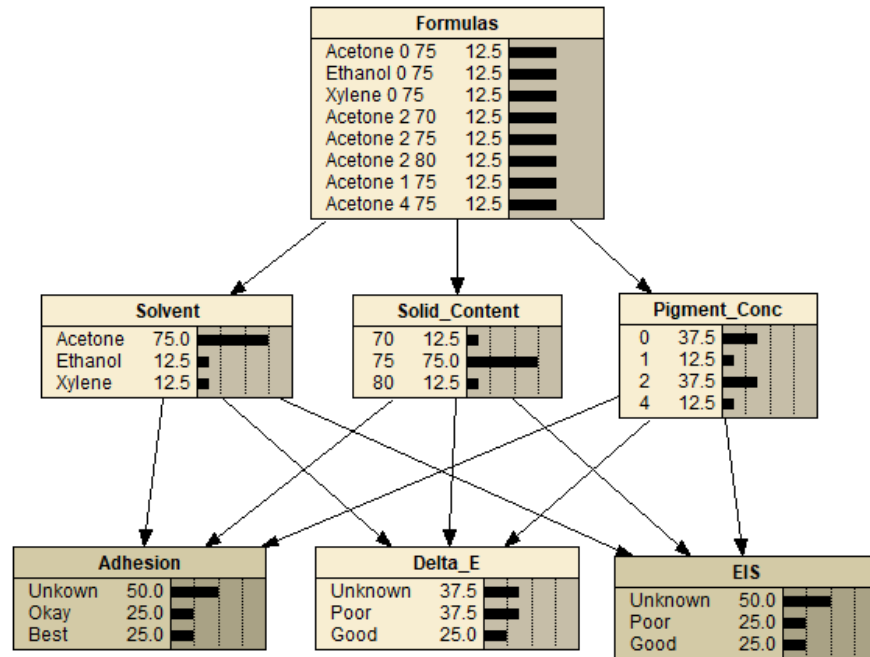 Formulas
Acetone 0 75 12.5
Ethanol 0 75 12.5
Xylene 0 75 12.5
Acetone 2 70 12.5
Acetone 2 75 12.5
Acetone 2 80 12.5
Acetone 1 75 12.5
Acetone 4 75 12.5
Solvent
Acetone 75.0
Ethanol 12.5
Xylene 12.5
Solid_Content
70 12.5
75 75.0
80 12.5
Pigment_Conc
0 37.5
1 12.5
2 37.5
4 12.5
Adhesion
Unkown 50.0
Okay 25.0
Best 25.0
Delta_E
Unknown 37.5
Poor 37.5
Good 25.0
EIS
Unknown 50.0
Poor 25.0
Good 25.0